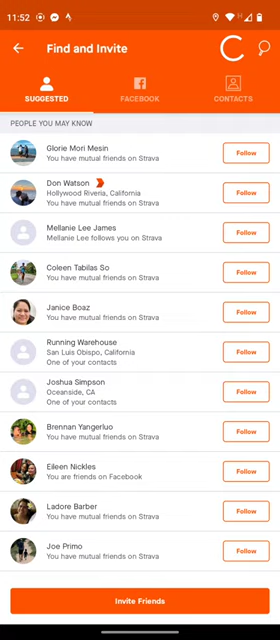 11:52
Find and Invite
SUGGESTED
FACEBOOK
CONTACTS
PEOPLE YOU MAY KNOW
Glorie Mori Mesin
You have mutual friends on Strava
Follow
Don Watson
Hollywood Riveria, California
You have mutual friends on Strava
Follow
Mellanie Lee James
Mellanie Lee follows you on Strava
Follow
Coleen Tabilas So
You have mutual friends on Strava
Follow
Janice Boaz
You have mutual friends on Strava
Follow
Running Warehouse
San Luis Obispo, California
One of your contacts
Follow
Joshua Simpson
Oceanside, CA
One of your contacts
Follow
Brennan Yangerluo
You have mutual friends on Strava
Follow
Eileen Nickles
You are friends on Facebook
Follow
Ladore Barber
You have mutual friends on Strava
Follow
Joe Primo
You have mutual friends on Strava
Follow
Invite Friends